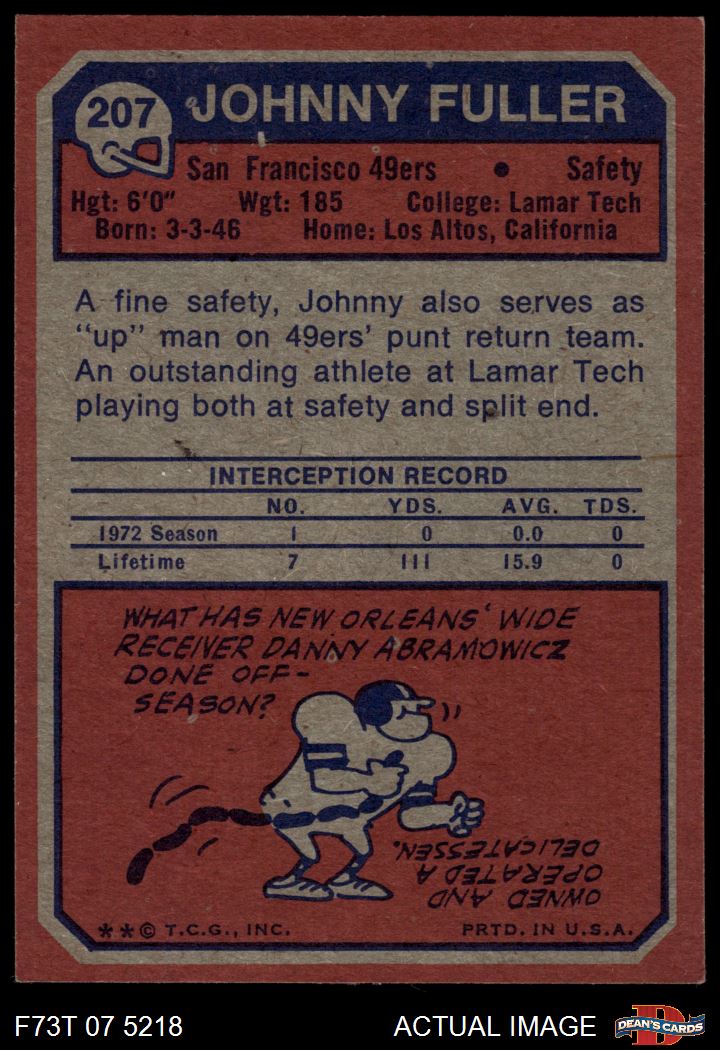 207
JOHNNY FULLER
San Francisco 49ers • Safety
Hgt: 6'0" Wgt: 185 College: Lamar Tech
Born: 3-3-46 Home: Los Altos, California
A fine safety, Johnny also serves as
"up" man on 49ers' punt return team.
An outstanding athlete at Lamar Tech
playing both at safety and split end.
INTERCEPTION RECORD
NO. YDS. AVG. TDS.
1972 Season 1 0 0.0 0
Lifetime 7 111 15.9 0
WHAT HAS NEW ORLEANS' WIDE
RECEIVER DANNY ABRAMOWICZ
DONE OFF-
SEASON?
OWNED AND
OPERATED A
DELICATESSEN.
**© T.C.G., INC. PRTD. IN U.S.A.
F73T 07 5218 ACTUAL IMAGE
D
DEAN'S CARDS